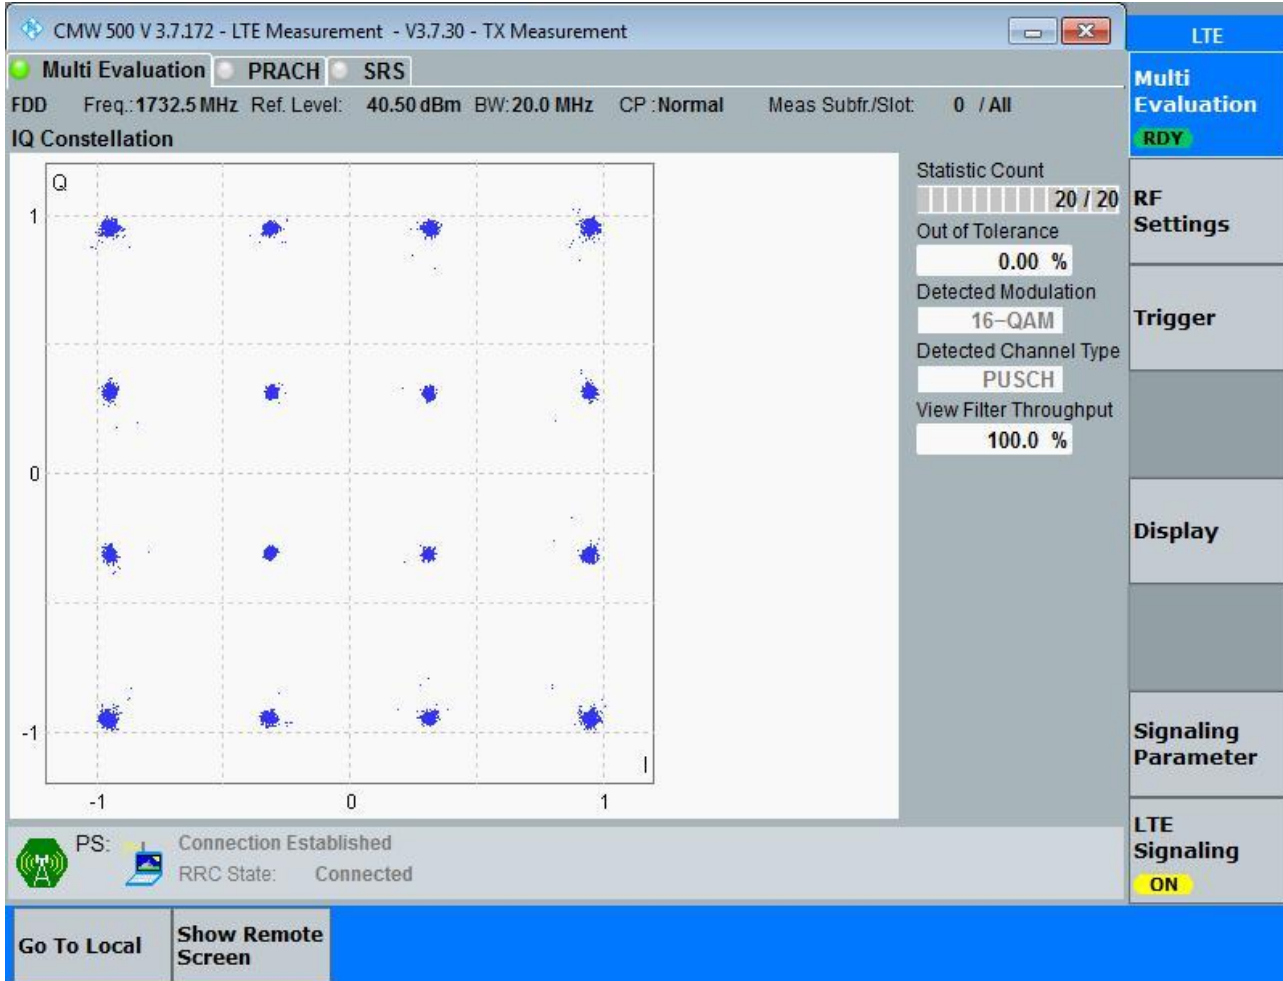 CMW 500 V 3.7.172 - LTE Measurement - V3.7.30 - TX Measurement
LTE
Multi Evaluation PRACH SRS
FDD Freq.:1732.5 MHz Ref. Level: 40.50 dBm BW:20.0 MHz CP :Normal Meas Subfr./Slot: 0 / All
IQ Constellation
Q
1
0
-1
I
-1 0 1
Statistic Count
20 / 20
Out of Tolerance
0.00 %
Detected Modulation
16-QAM
Detected Channel Type
PUSCH
View Filter Throughput
100.0 %
Multi
Evaluation
RDY
RF
Settings
Trigger
Display
Signaling
Parameter
LTE
Signaling
ON
PS: Connection Established
RRC State: Connected
Go To Local
Show Remote
Screen